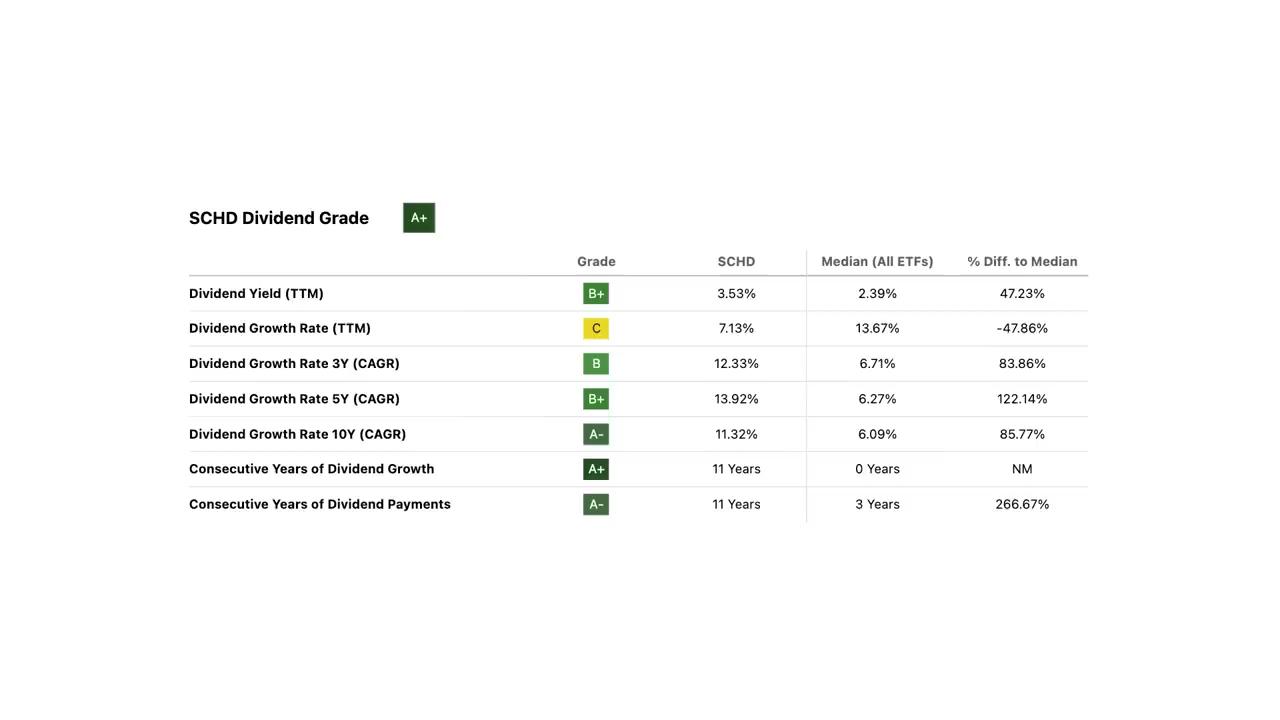 SCHD Dividend Grade A+
Grade SCHD Median (All ETFs) % Diff. to Median
Dividend Yield (TTM) B+ 3.53% 2.39% 47.23%
Dividend Growth Rate (TTM) C 7.13% 13.67% -47.86%
Dividend Growth Rate 3Y (CAGR) B 12.33% 6.71% 83.86%
Dividend Growth Rate 5Y (CAGR) B+ 13.92% 6.27% 122.14%
Dividend Growth Rate 10Y (CAGR) A- 11.32% 6.09% 85.77%
Consecutive Years of Dividend Growth A+ 11 Years 0 Years NM
Consecutive Years of Dividend Payments A- 11 Years 3 Years 266.67%